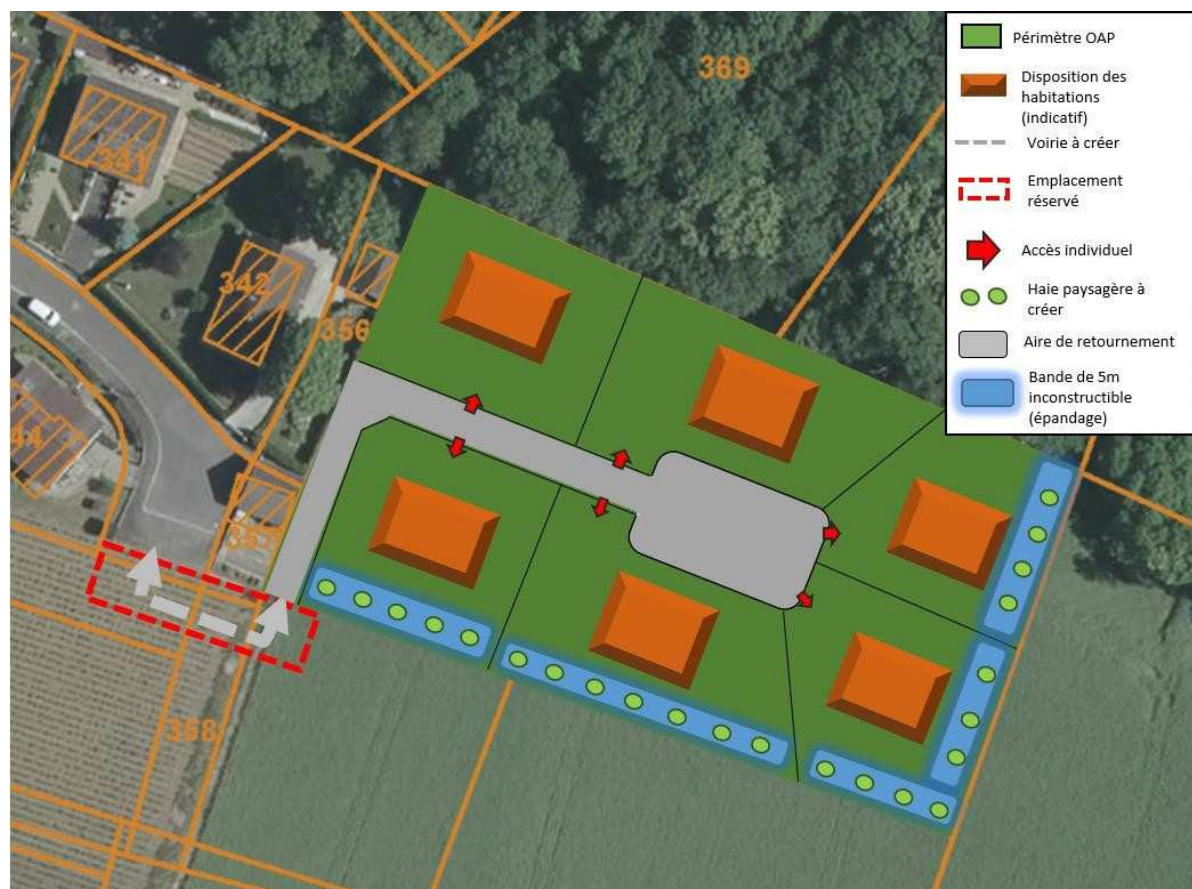 369
341
342
356
44
357
368
Périmètre OAP
Disposition des
habitations
(indicatif)
Voirie à créer
Emplacement
réservé
Accès individuel
Haie paysagère à
créer
Aire de retournement
Bande de 5m
inconstructible
(épandage)